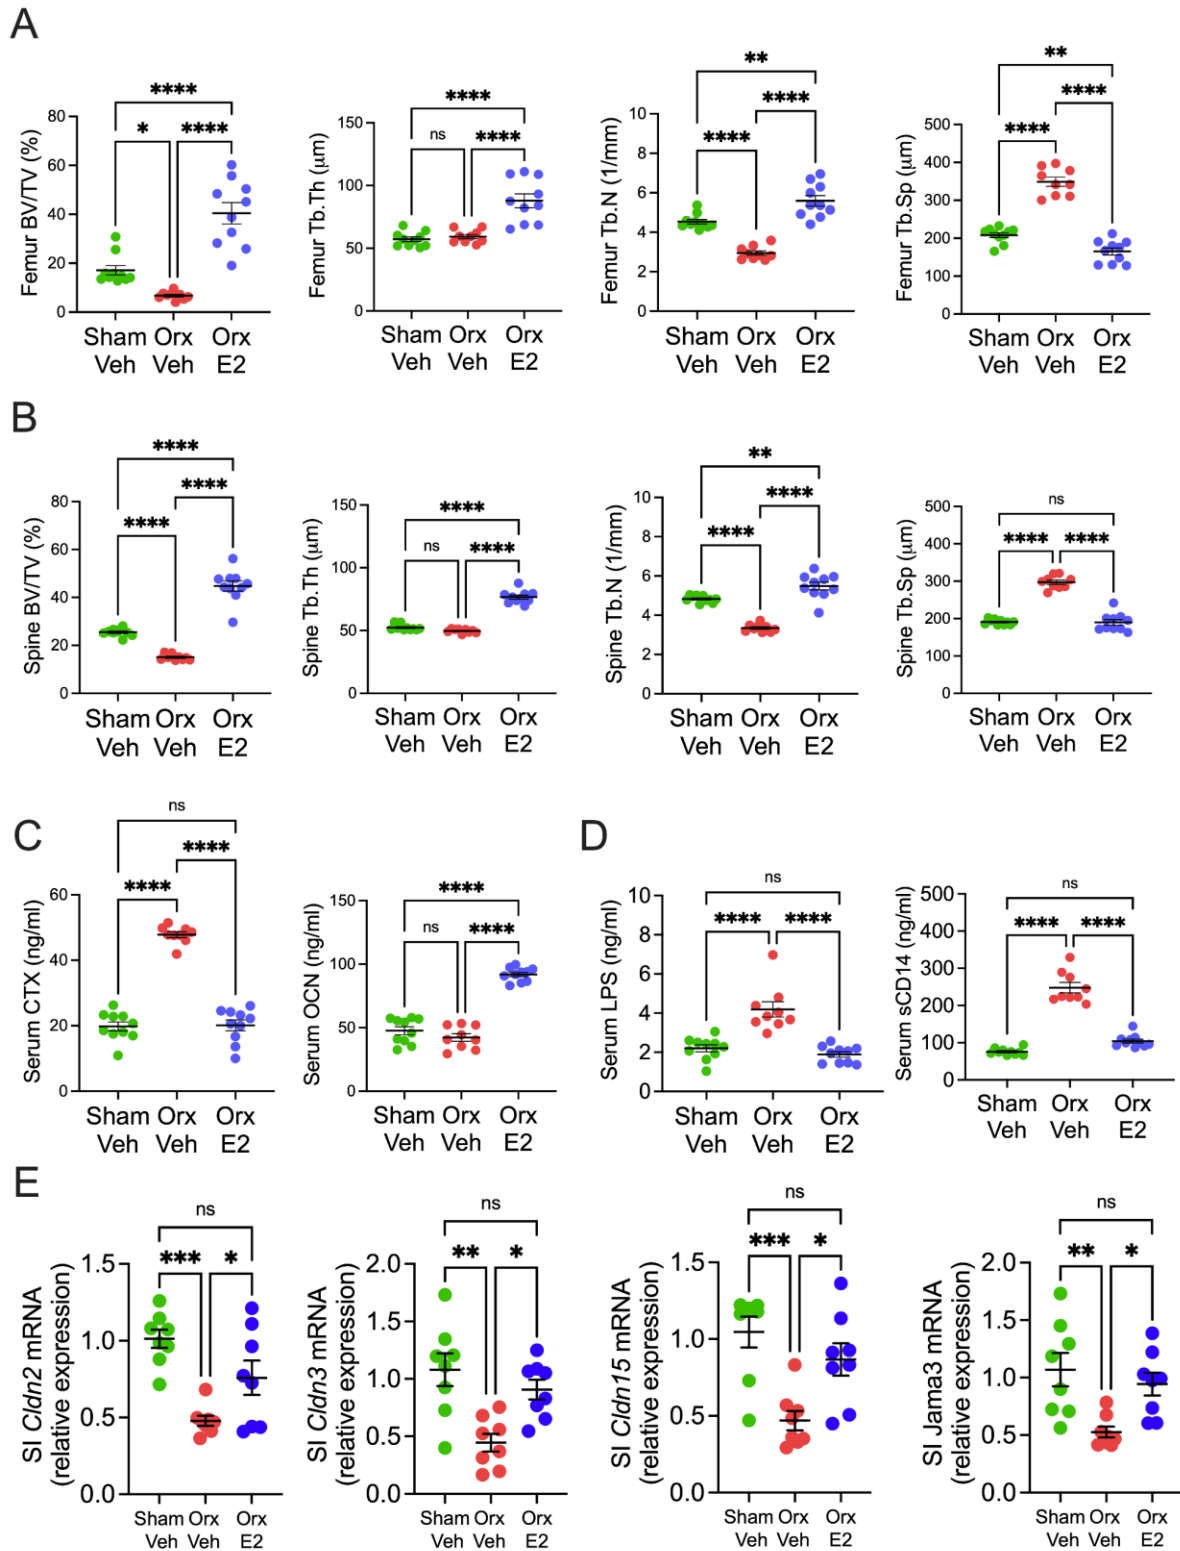 A
**
**
****
****
****
*
****
ns
****
****
****
****
****
Femur BV/TV (%)
80
60
40
20
0
Sham Orx Orx
Veh Veh E2
Femur Tb.Th (μm)
150
100
50
0
Sham Orx Orx
Veh Veh E2
Femur Tb.N (1/mm)
10
8
6
4
2
0
Sham Orx Orx
Veh Veh E2
Femur Tb.Sp (μm)
500
400
300
200
100
0
Sham Orx Orx
Veh Veh E2
B
****
****
****
Spine BV/TV (%)
80
60
40
20
0
Sham Orx Orx
Veh Veh E2
****
ns
****
Spine Tb.Th (μm)
150
100
50
0
Sham Orx Orx
Veh Veh E2
**
****
****
Spine Tb.N (1/mm)
10
8
6
4
2
0
Sham Orx Orx
Veh Veh E2
ns
****
****
Spine Tb.Sp (μm)
500
400
300
200
100
0
Sham Orx Orx
Veh Veh E2
C
ns
****
****
Serum CTX (ng/ml)
60
40
20
0
Sham Orx Orx
Veh Veh E2
****
ns
****
Serum OCN (ng/ml)
150
100
50
0
Sham Orx Orx
Veh Veh E2
D
ns
****
****
Serum LPS (ng/ml)
10
8
6
4
2
0
Sham Orx Orx
Veh Veh E2
ns
****
****
Serum sCD14 (ng/ml)
500
400
300
200
100
0
Sham Orx Orx
Veh Veh E2
E
ns
***
*
SI Cldn2 mRNA
(relative expression)
1.5
1.0
0.5
0.0
Sham Orx Orx
Veh Veh E2
ns
**
*
SI Cldn3 mRNA
(relative expression)
2.0
1.5
1.0
0.5
0.0
Sham Orx Orx
Veh Veh E2
ns
***
*
SI Cldn15 mRNA
(relative expression)
1.5
1.0
0.5
0.0
Sham Orx Orx
Veh Veh E2
ns
**
*
SI Jama3 mRNA
(relative expression)
2.0
1.5
1.0
0.5
0.0
Sham Orx Orx
Veh Veh E2